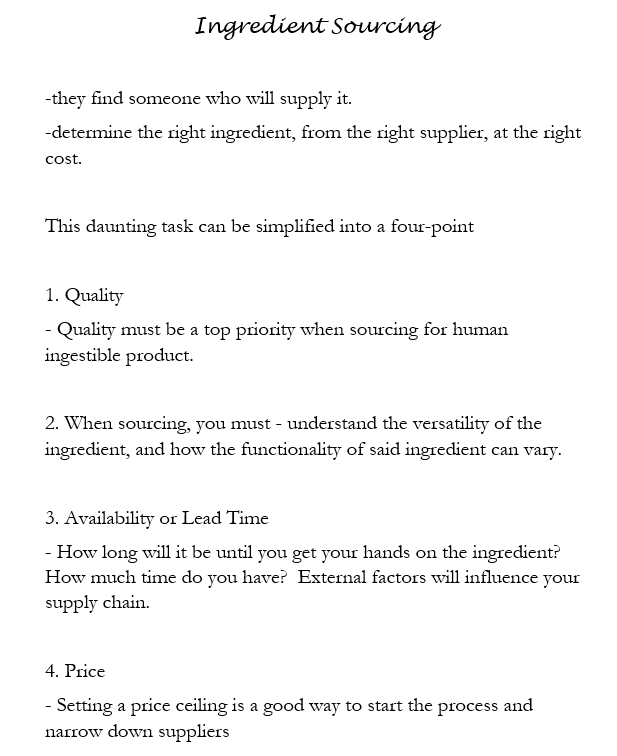 Ingredient Sourcing
-they find someone who will supply it.
-determine the right ingredient, from the right supplier, at the right
cost.
This daunting task can be simplified into a four-point
1. Quality
- Quality must be a top priority when sourcing for human
ingestible product.
2. When sourcing, you must - understand the versatility of the
ingredient, and how the functionality of said ingredient can vary.
3. Availability or Lead Time
- How long will it be until you get your hands on the ingredient?
How much time do you have?  External factors will influence your
supply chain.
4. Price
- Setting a price ceiling is a good way to start the process and
narrow down suppliers